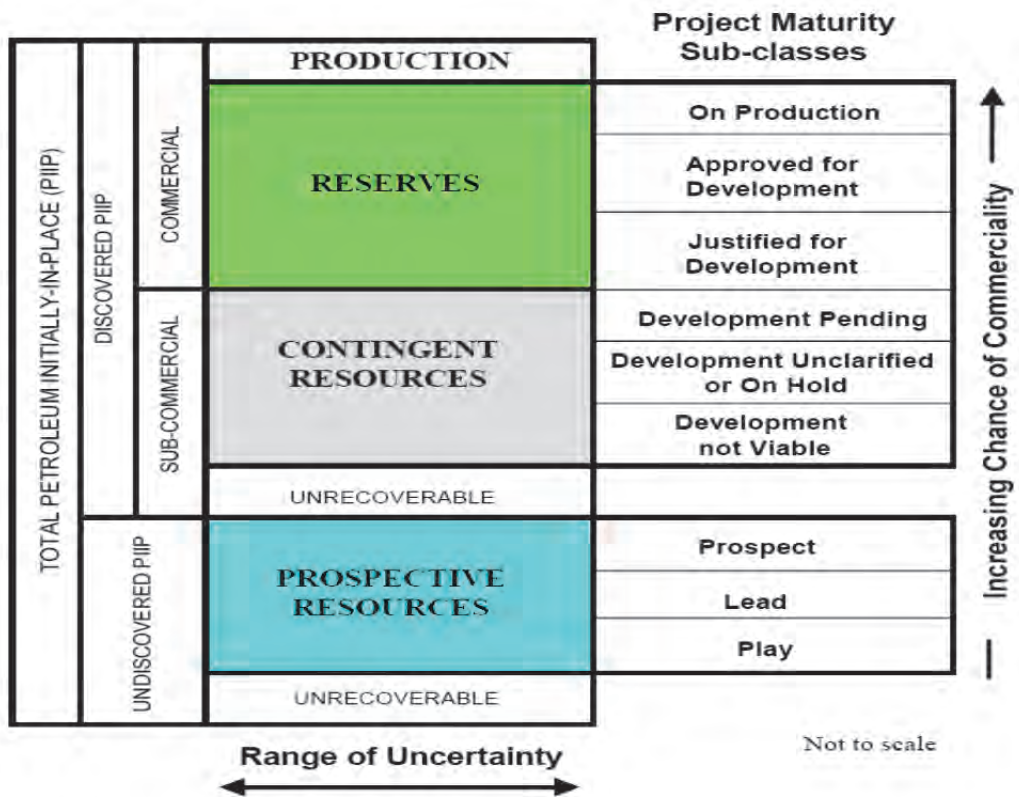 Project Maturity
Sub-classes
TOTAL PETROLEUM INITIALLY-IN-PLACE (PIIP)
DISCOVERED PIIP
COMMERCIAL
PRODUCTION
RESERVES
On Production
Approved for
Development
Justified for
Development
SUB-COMMERCIAL
CONTINGENT
RESOURCES
Development Pending
Development Unclarified
or On Hold
Development
not Viable
UNRECOVERABLE
UNDISCOVERED PIIP
PROSPECTIVE
RESOURCES
Prospect
Lead
Play
UNRECOVERABLE
Increasing Chance of Commerciality
Range of Uncertainty
Not to scale